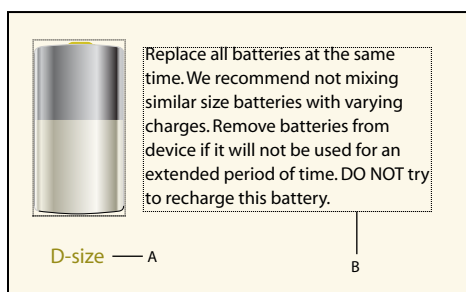 Replace all batteries at the same
time. We recommend not mixing
similar size batteries with varying
charges. Remove batteries from
device if it will not be used for an
extended period of time. DO NOT try
to recharge this battery.
D-size
A
B